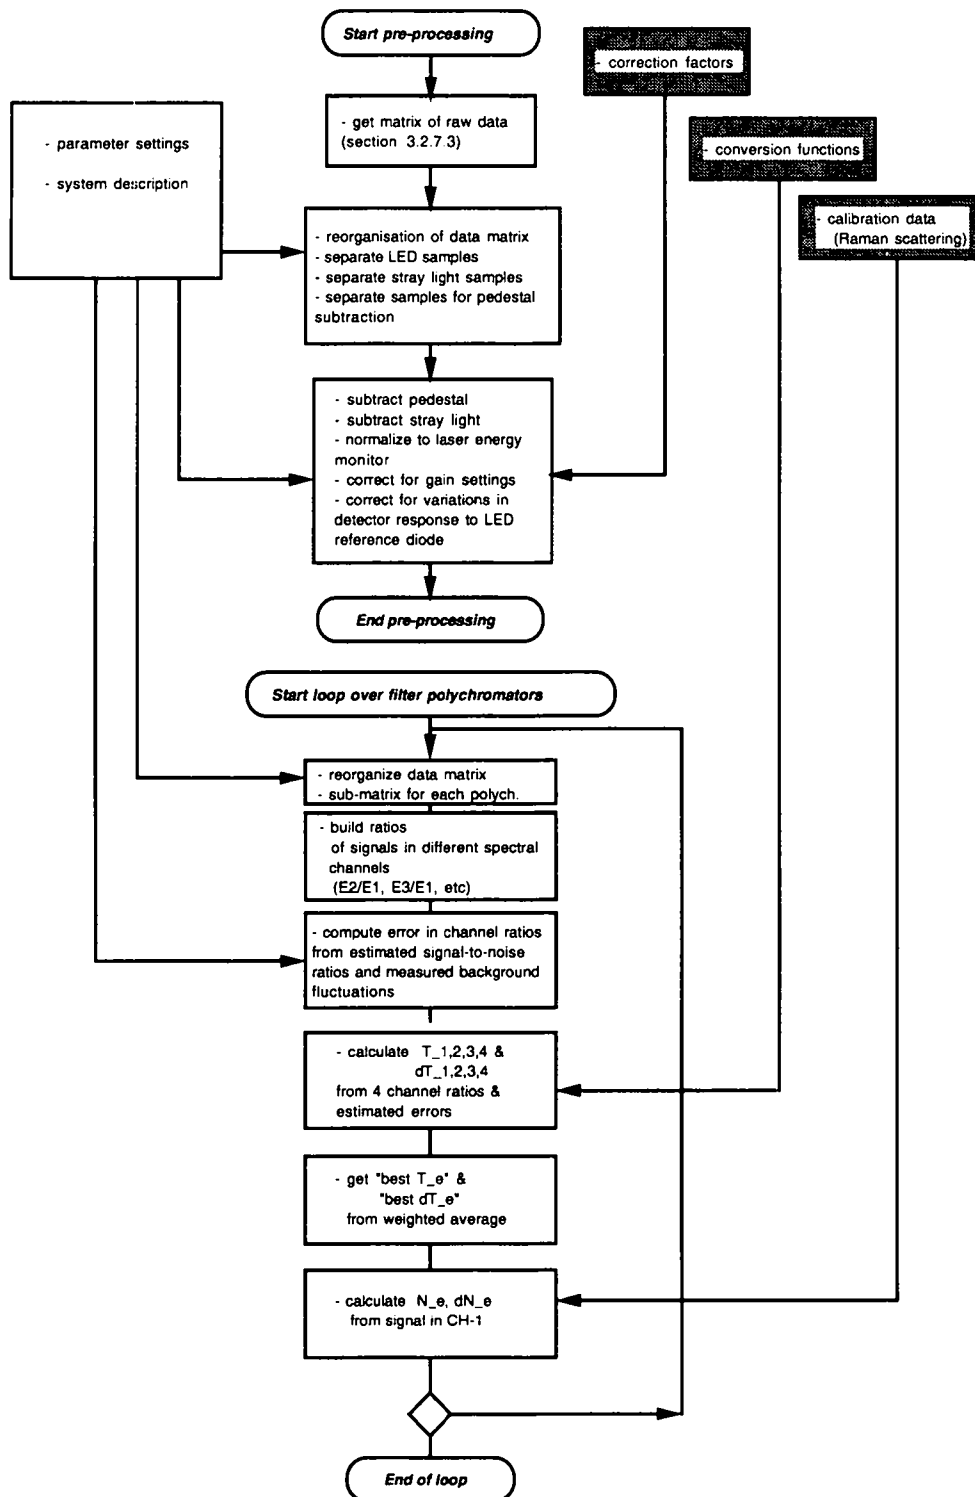 Start pre-processing
- correction factors
- get matrix of raw data
(section 3.2.7.3)
- parameter settings
- system description
- conversion functions
- calibration data
(Raman scattering)
- reorganisation of data matrix
- separate LED samples
- separate stray light samples
- separate samples for pedestal
subtraction
- subtract pedestal
- subtract stray light
- normalize to laser energy
monitor
- correct for gain settings
- correct for variations in
detector response to LED
reference diode
End pre-processing
Start loop over filter polychromators
- reorganize data matrix
- sub-matrix for each polych.
- build ratios
of signals in different spectral
channels
(E2/E1, E3/E1, etc)
- compute error in channel ratios
from estimated signal-to-noise
ratios and measured background
fluctuations
- calculate T_1,2,3,4 &
dT_1,2,3,4
from 4 channel ratios &
estimated errors
- get "best T_e" &
"best dT_e"
from weighted average
- calculate N_e, dN_e
from signal in CH-1
End of loop